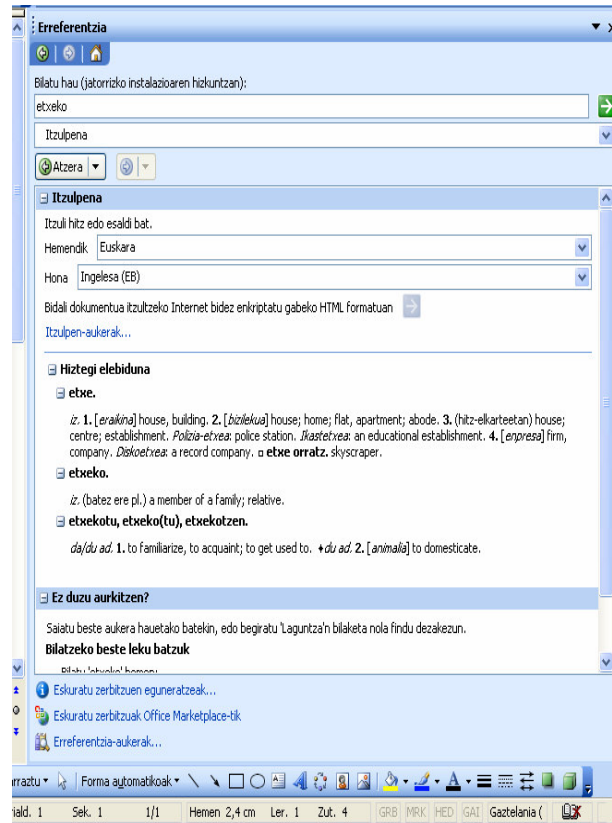 Erreferentzia
Bilatu hau (jatorrizko instalazioaren hizkuntzan):
etxeko
Itzulpena
Atzera
Itzulpena
Itzuli hitz edo esaldi bat.
Hemendik Euskara
Hona Ingelesa (EB)
Bidali dokumentua itzultzeko Internet bidez enkriptatu gabeko HTML formatuan
Itzulpen-aukerak...
Hiztegi elebiduna
etxe.
iz. 1. [eraikina] house, building. 2. [bizilekua] house; home; flat, apartment; abode. 3. (hitz-elkarteetan) house;
centre; establishment. Polizia-etxea: police station. Ikastetxea: an educational establishment. 4. [enpresa] firm,
company. Diskoetxea: a record company. ¤ etxe orratz. skyscraper.
etxeko.
iz. (batez ere pl.) a member of a family; relative.
etxekotu, etxeko(tu), etxekotzen.
da/du ad. 1. to familiarize, to acquaint; to get used to. ♦du ad. 2. [animalia] to domesticate.
Ez duzu aurkitzen?
Saiatu beste aukera hauetako batekin, edo begiratu 'Laguntza'n bilaketa nola findu dezakezun.
Bilatzeko beste leku batzuk
Bilatu 'etxeko' hemen:
Eskuratu zerbitzuen eguneratzeak...
Eskuratu zerbitzuak Office Marketplace-tik
Erreferentzia-aukerak...
arraztu Forma automatikoak
riald. 1 Sek. 1 1/1 Hemen 2,4 cm Ler. 1 Zut. 4 GRB MRK HED GAI Gaztelania (